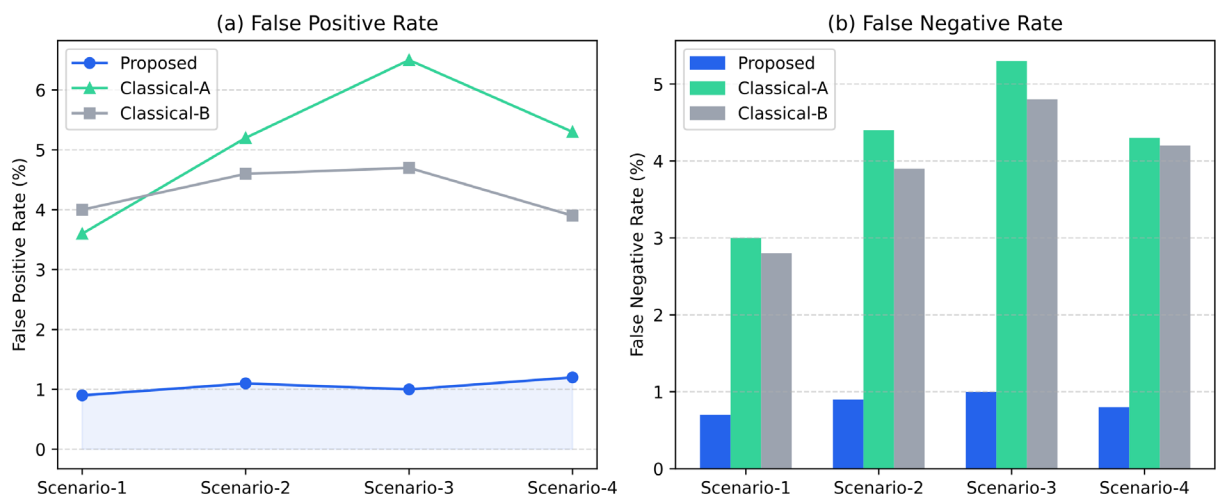 (a) False Positive Rate
Proposed
Classical-A
Classical-B
False Positive Rate (%)
6
5
4
3
2
1
0
Scenario-1 Scenario-2 Scenario-3 Scenario-4
(b) False Negative Rate
Proposed
Classical-A
Classical-B
False Negative Rate (%)
5
4
3
2
1
0
Scenario-1 Scenario-2 Scenario-3 Scenario-4